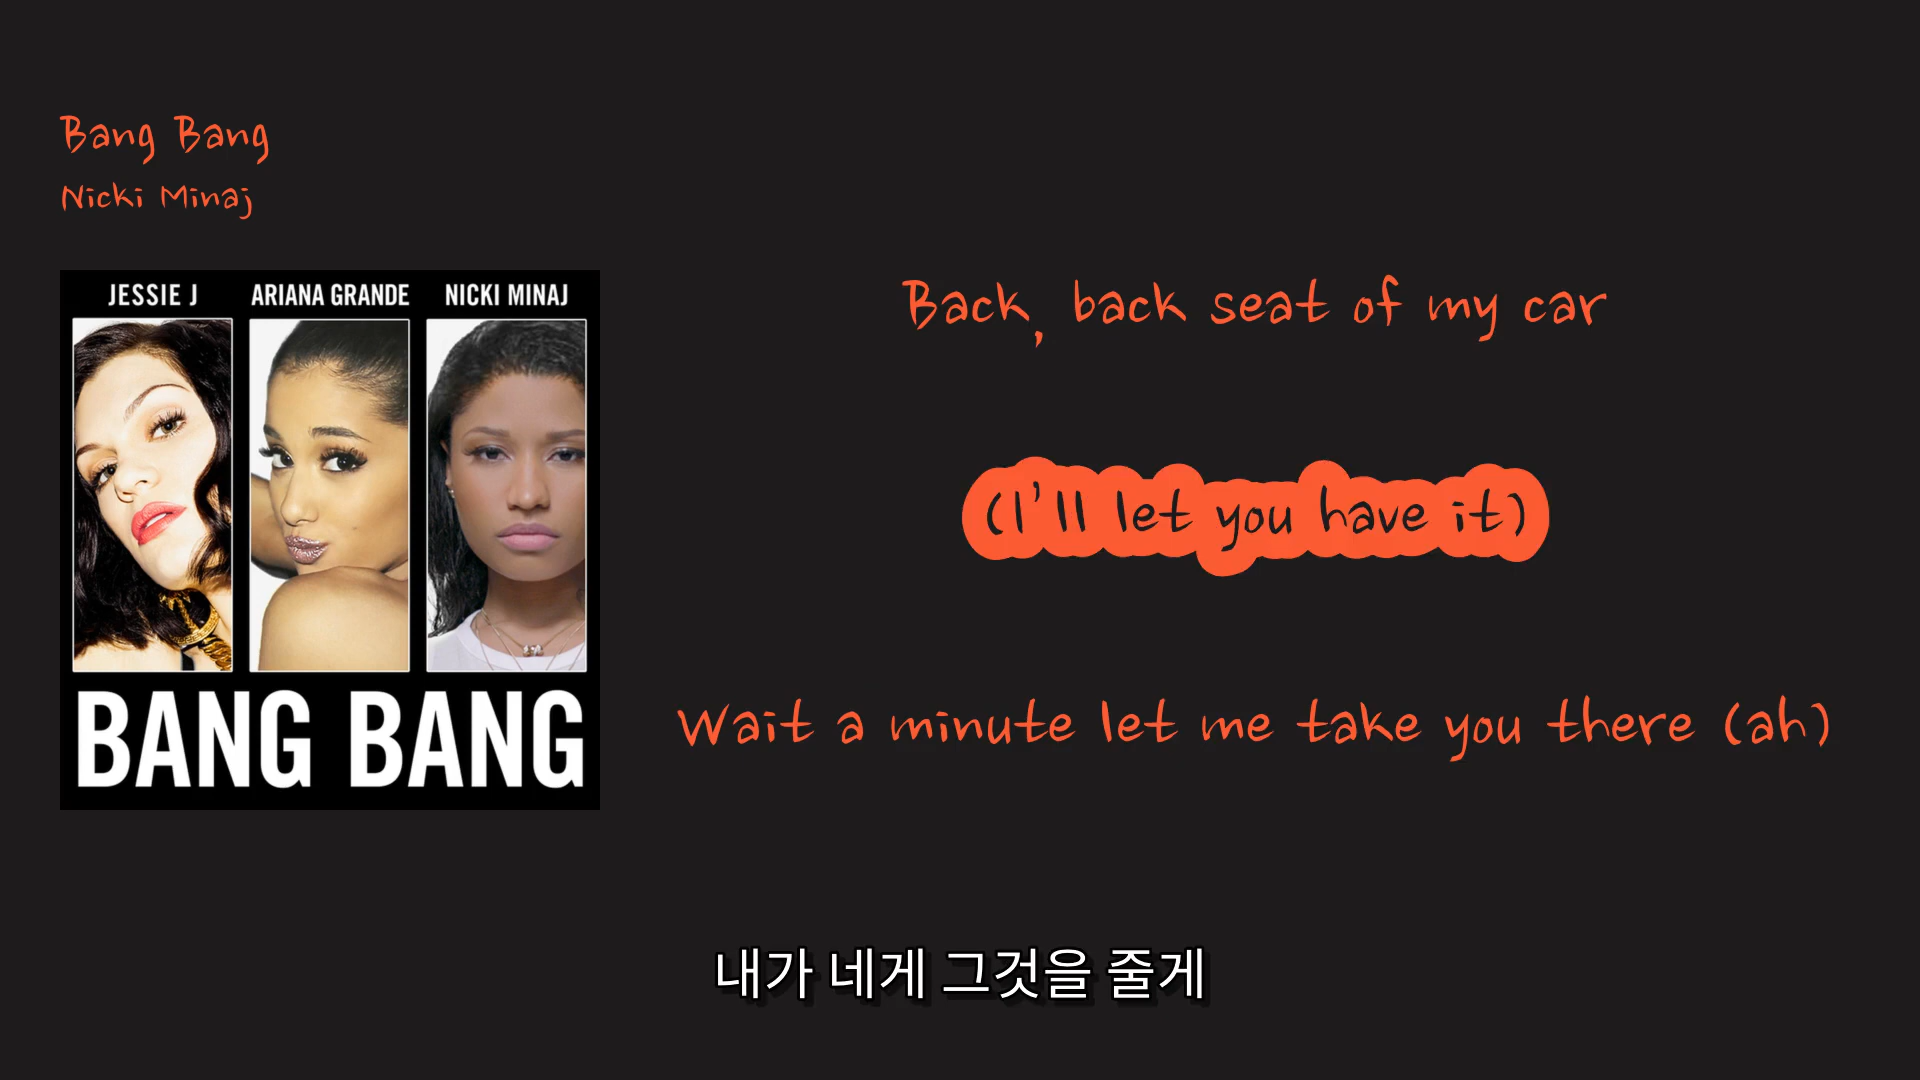 Bang Bang
Nicki Minaj
JESSIE J ARIANA GRANDE NICKI MINAJ
BANG BANG
Back, back seat of my car
(I'll let you have it)
Wait a minute let me take you there (ah)
내가 네게 그것을 줄게